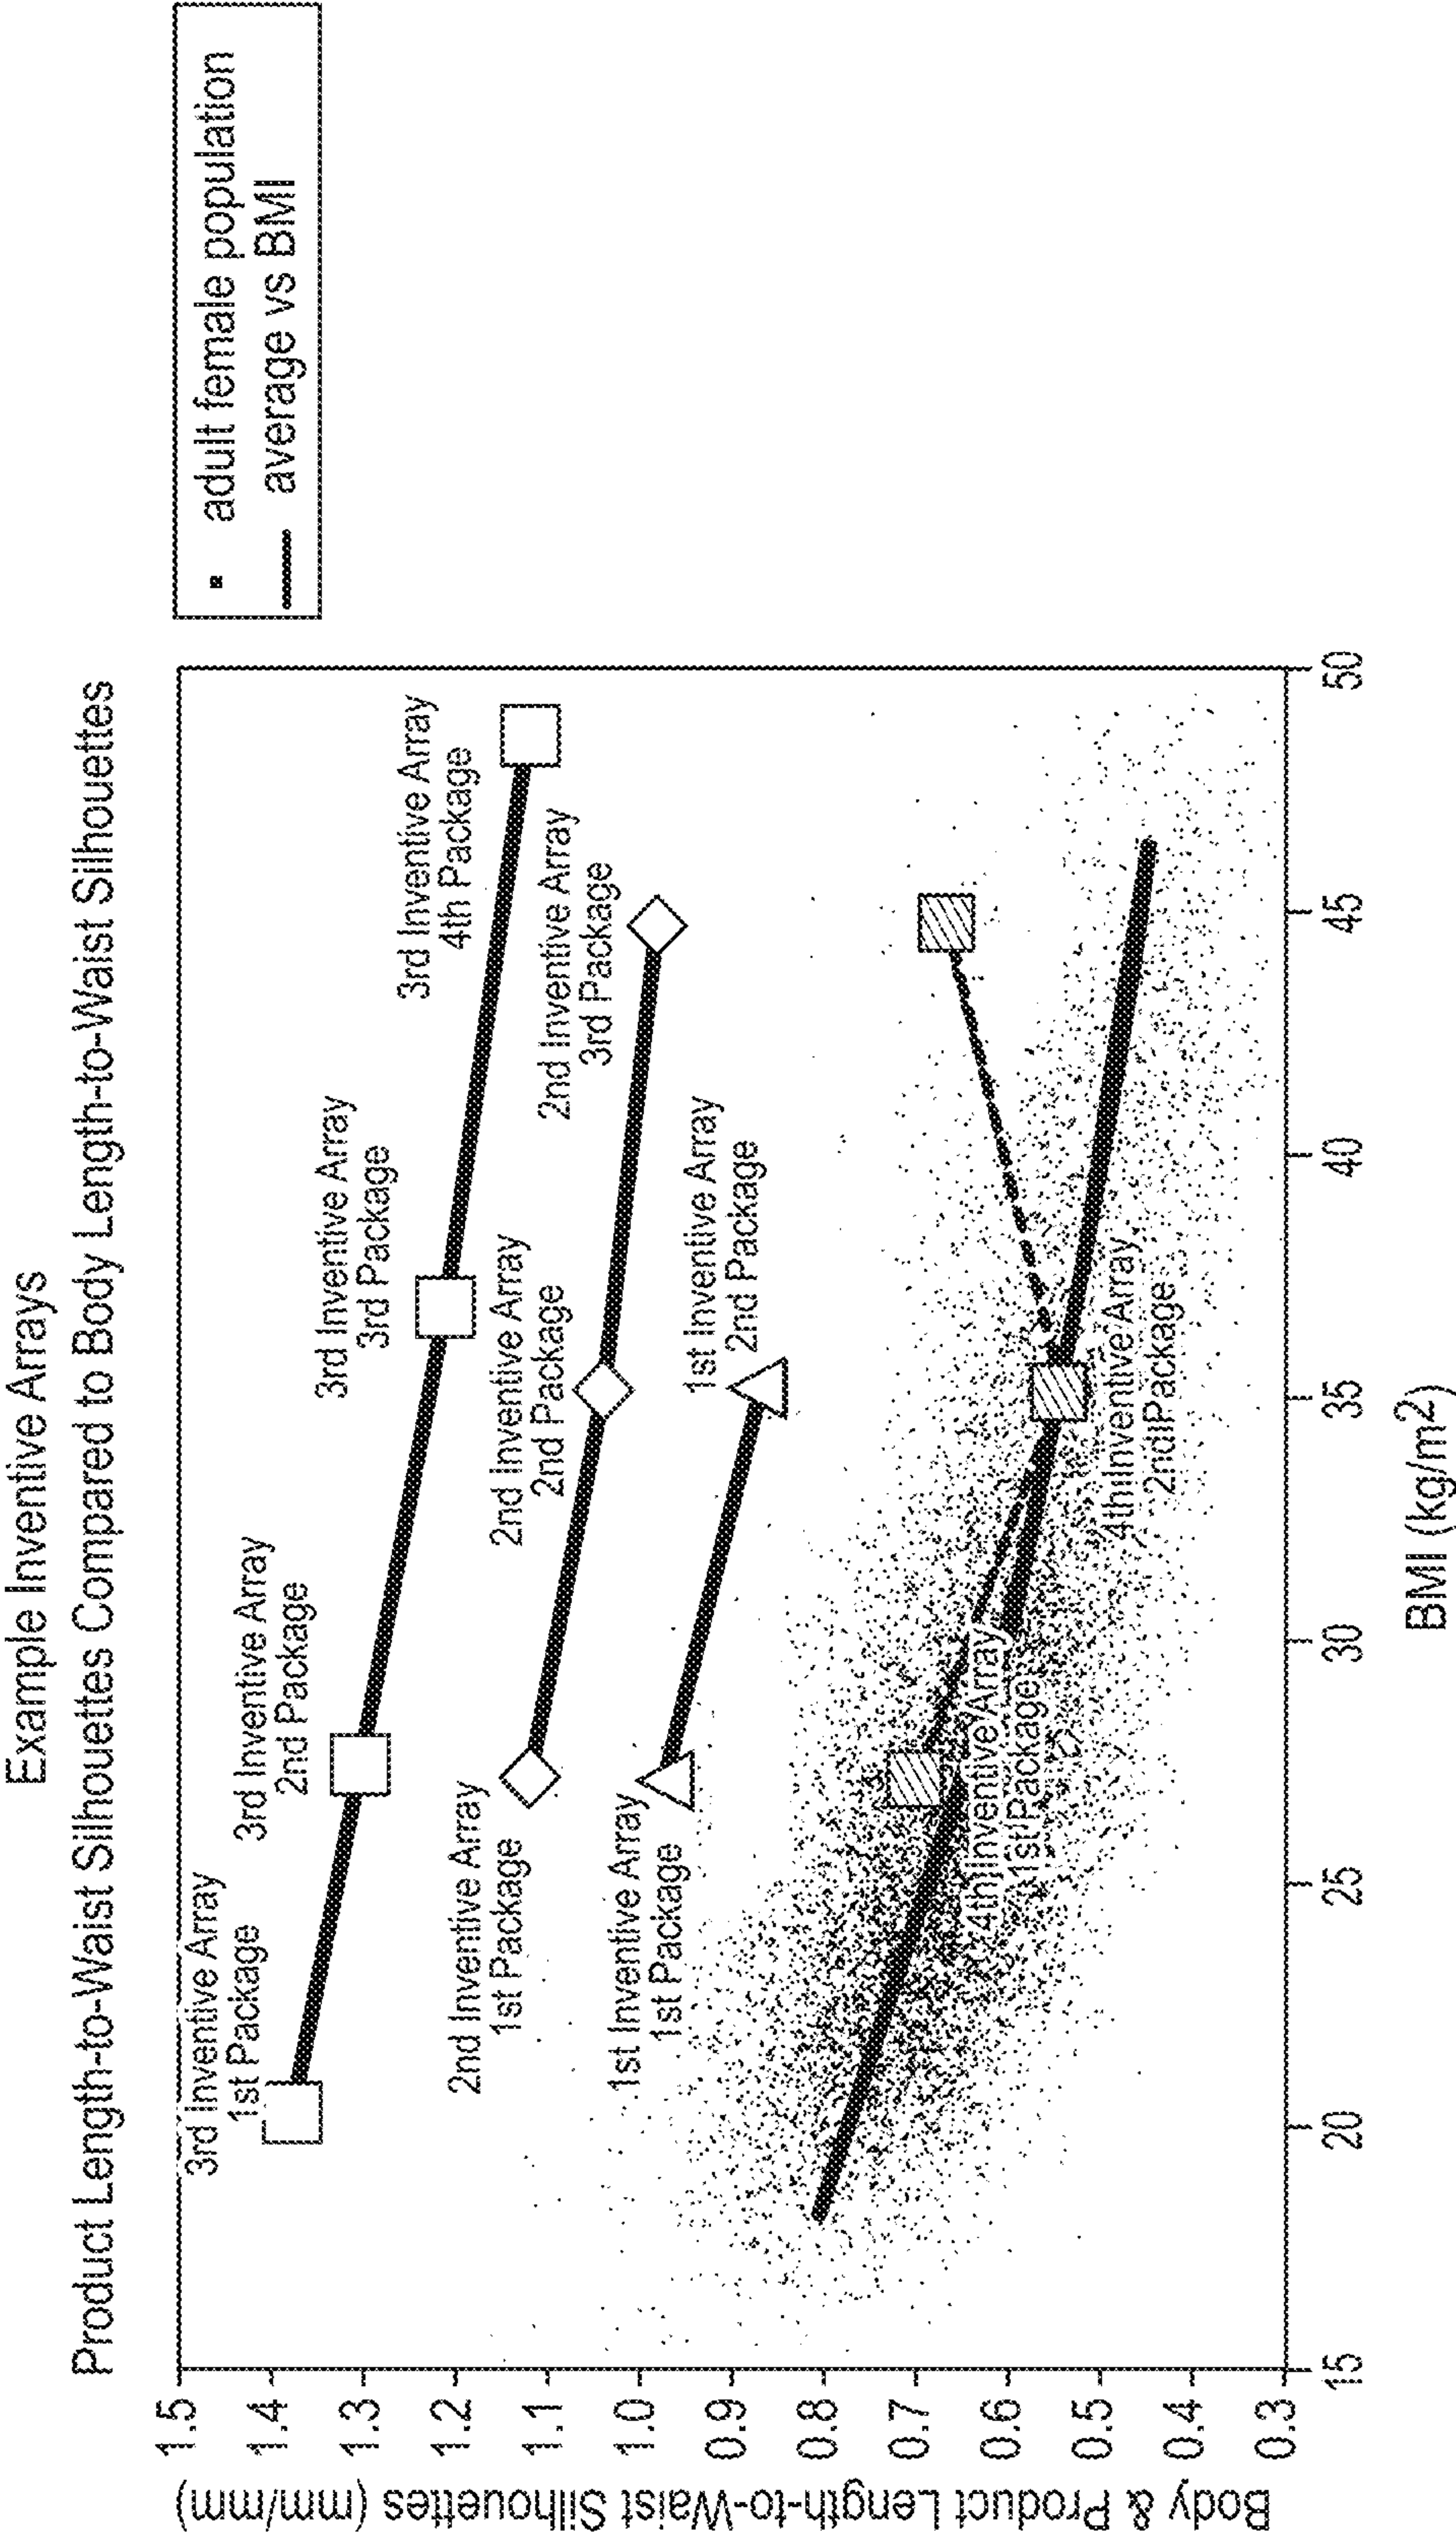 Example Inventive Arrays
Product Length-to-Waist Silhouettes Compared to Body Length-to-Waist Silhouettes
adult female population
average vs BMI
Body & Product Length-to-Waist Silhouettes (mm/mm)
1.5
1.4
1.3
1.2
1.1
1.0
0.9
0.8
0.7
0.6
0.5
0.4
0.3
3rd Inventive Array
1st Package
3rd Inventive Array
2nd Package
3rd Inventive Array
3rd Package
3rd Inventive Array
4th Package
2nd Inventive Array
1st Package
2nd Inventive Array
2nd Package
2nd Inventive Array
3rd Package
1st Inventive Array
1st Package
1st Inventive Array
2nd Package
4th Inventive Array
1st Package
4th Inventive Array
2nd Package
15
20
25
30
35
40
45
50
BMI (kg/m2)